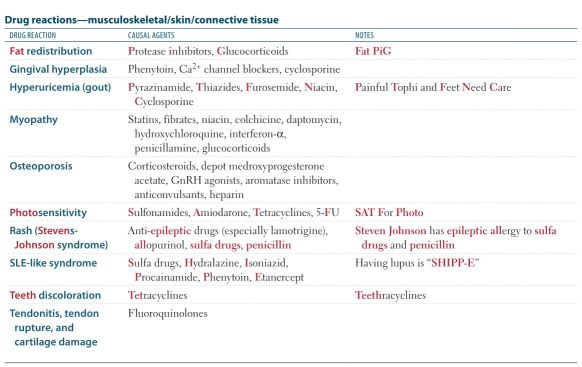 Drug reactions—musculoskeletal/skin/connective tissue
DRUG REACTION CAUSAL AGENTS NOTES
Fat redistribution Protease inhibitors, Glucocorticoids Fat PiG
Gingival hyperplasia Phenytoin, Ca²⁺ channel blockers, cyclosporine
Hyperuricemia (gout) Pyrazinamide, Thiazides, Furosemide, Niacin, Painful Tophi and Feet Need Care
Cyclosporine
Myopathy Statins, fibrates, niacin, colchicine, daptomycin,
hydroxychloroquine, interferon-α,
penicillamine, glucocorticoids
Osteoporosis Corticosteroids, depot medroxyprogesterone
acetate, GnRH agonists, aromatase inhibitors,
anticonvulsants, heparin
Photosensitivity Sulfonamides, Amiodarone, Tetracyclines, 5-FU SAT For Photo
Rash (Stevens- Anti-epileptic drugs (especially lamotrigine), Steven Johnson has epileptic allergy to sulfa
Johnson syndrome) allopurinol, sulfa drugs, penicillin drugs and penicillin
SLE-like syndrome Sulfa drugs, Hydralazine, Isoniazid, Having lupus is “SHIPP-E”
Procainamide, Phenytoin, Etanercept
Teeth discoloration Tetracyclines Teethracyclines
Tendonitis, tendon Fluoroquinolones
rupture, and
cartilage damage